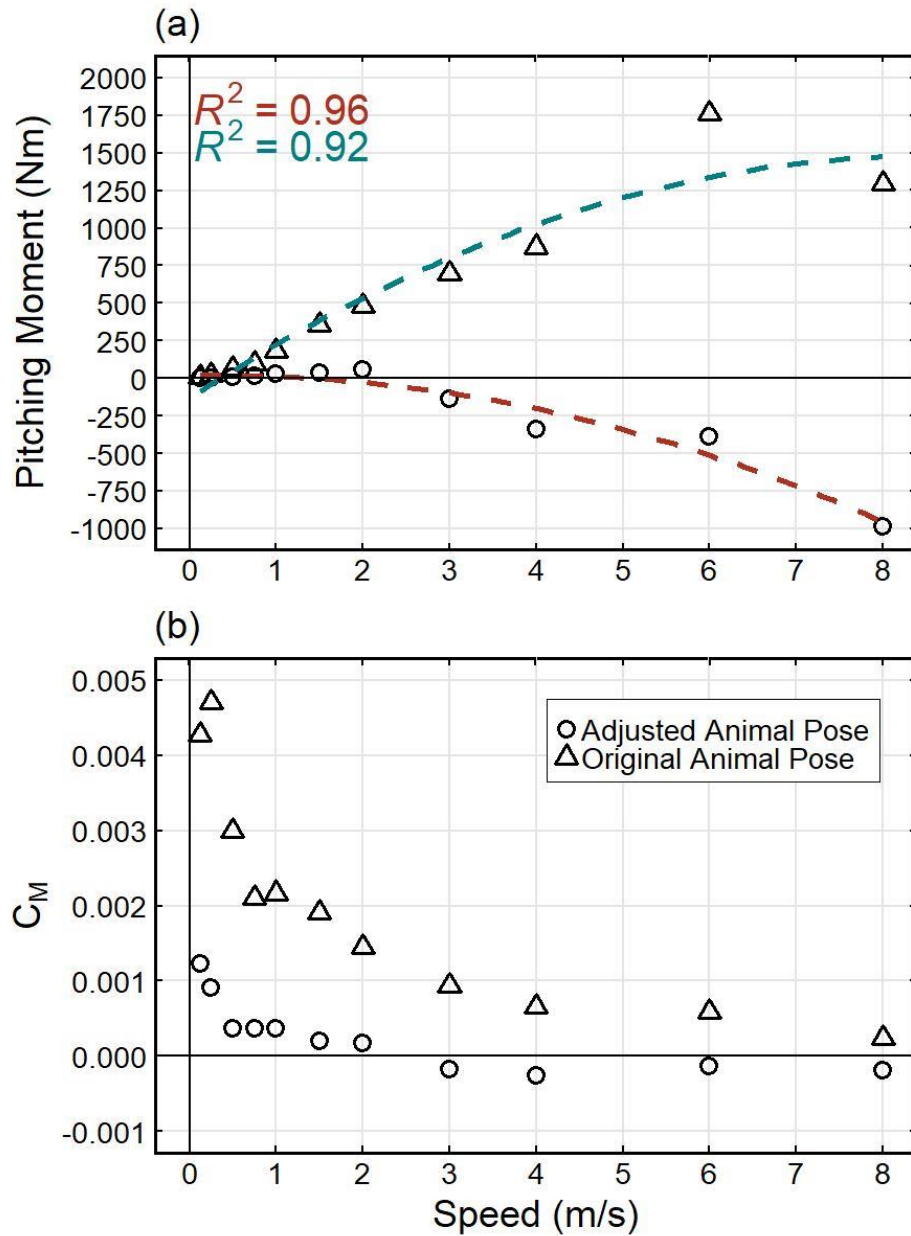 (a)
Pitching Moment (Nm)
2000
1750
1500
1250
1000
750
500
250
0
-250
-500
-750
-1000
R² = 0.96
R² = 0.92
0 1 2 3 4 5 6 7 8
(b)
C_M
0.005
0.004
0.003
0.002
0.001
0.000
-0.001
Adjusted Animal Pose
Original Animal Pose
0 1 2 3 4 5 6 7 8
Speed (m/s)